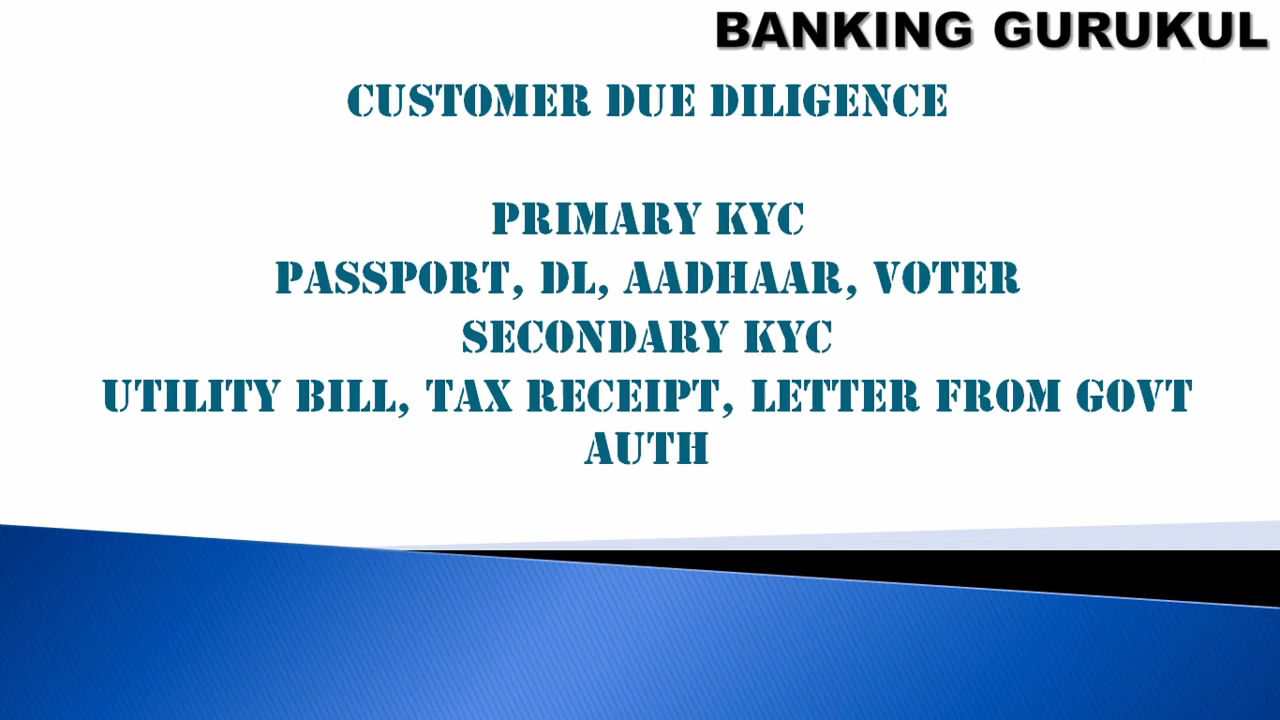 BANKING GURUKUL
CUSTOMER DUE DILIGENCE
PRIMARY KYC
PASSPORT, DL, AADHAAR, VOTER
SECONDARY KYC
UTILITY BILL, TAX RECEIPT, LETTER FROM GOVT
AUTH